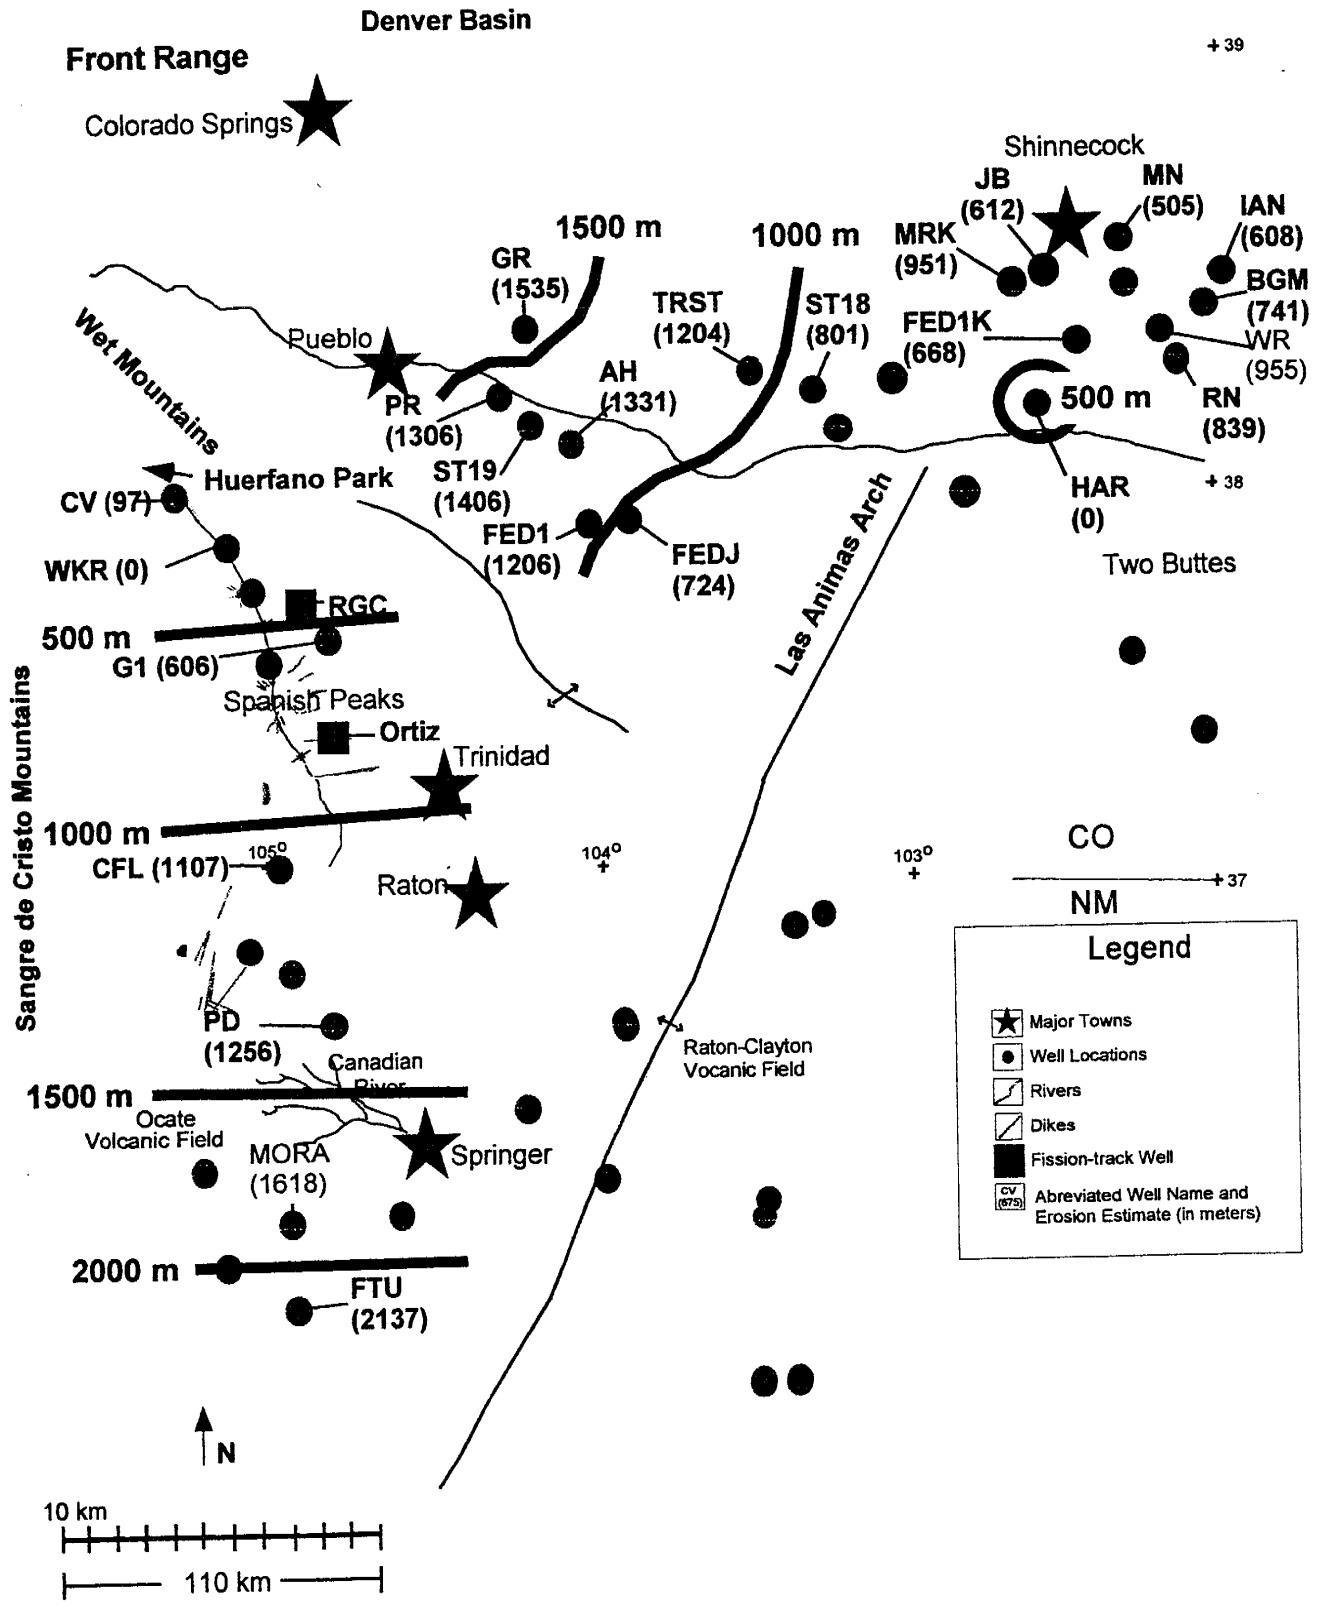 Denver Basin
Front Range
+ 39
Colorado Springs
Shinnecock
JB
(612)
MN
(505)
IAN
(608)
MRK
(951)
1500 m
1000 m
GR
(1535)
TRST
(1204)
ST18
(801)
FED1K
(668)
BGM
(741)
WR
(955)
Wet Mountains
Pueblo
AH
(1331)
500 m
RN
(839)
PR
(1306)
ST19
(1406)
Huerfano Park
CV (97)
+ 38
HAR
(0)
Las Animas Arch
FED1
(1206)
FEDJ
(724)
WKR (0)
Two Buttes
RGC
500 m
G1 (606)
Spanish Peaks
Ortiz
Trinidad
Sangre de Cristo Mountains
1000 m
CO
105o
104o
+
103o
+
CFL (1107)
Raton
+ 37
NM
Legend
PD
(1256)
Major Towns
Canadian
River
Raton-Clayton
Vocanic Field
Well Locations
1500 m
Rivers
Ocate
Volcanic Field
Dikes
MORA
(1618)
Springer
Fission-track Well
CV
(675)
Abreviated Well Name and
Erosion Estimate (in meters)
2000 m
FTU
(2137)
N
10 km
110 km